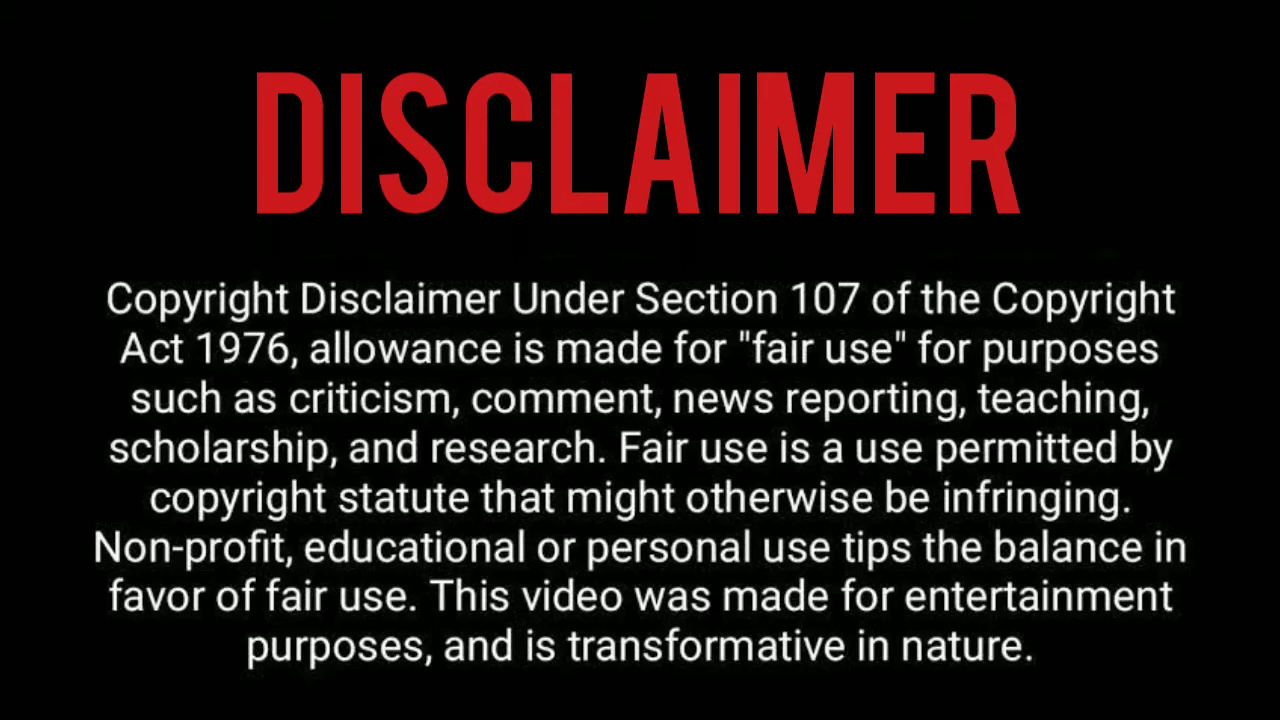 DISCLAIMER
Copyright Disclaimer Under Section 107 of the Copyright
Act 1976, allowance is made for "fair use" for purposes
such as criticism, comment, news reporting, teaching,
scholarship, and research. Fair use is a use permitted by
copyright statute that might otherwise be infringing.
Non-profit, educational or personal use tips the balance in
favor of fair use. This video was made for entertainment
purposes, and is transformative in nature.